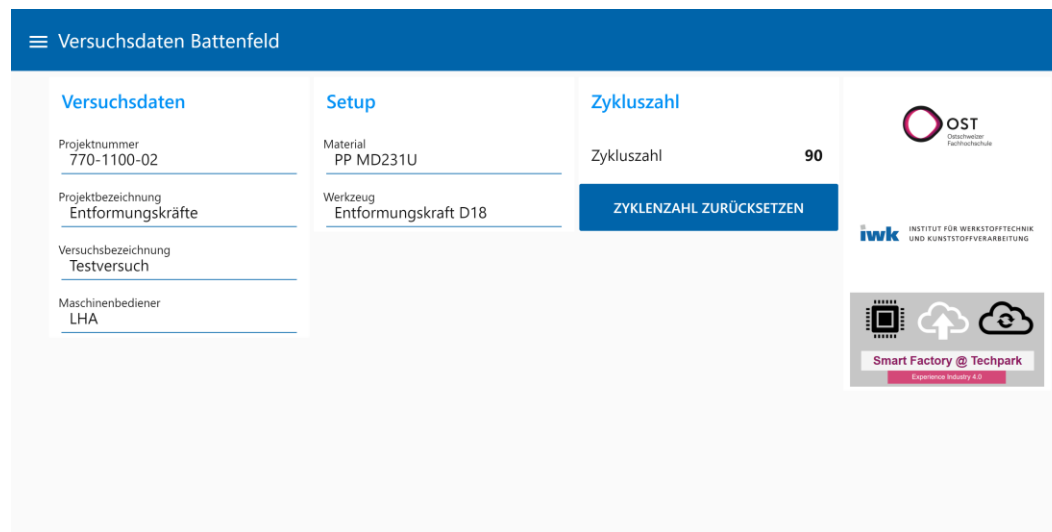 Versuchsdaten Battenfeld
Versuchsdaten
Projektnummer
770-1100-02
Projektbezeichnung
Entformungskräfte
Versuchsbezeichnung
Testversuch
Maschinenbediener
LHA
Setup
Material
PP MD231U
Werkzeug
Entformungskraft D18
Zykluszahl
Zykluszahl 90
ZYKLENZAHL ZURÜCKSETZEN
OST
Ostschweizer
Fachhochschule
iwk INSTITUT FÜR WERKSTOFFTECHNIK
UND KUNSTSTOFFVERARBEITUNG
Smart Factory @ Techpark
Experience Industry 4.0